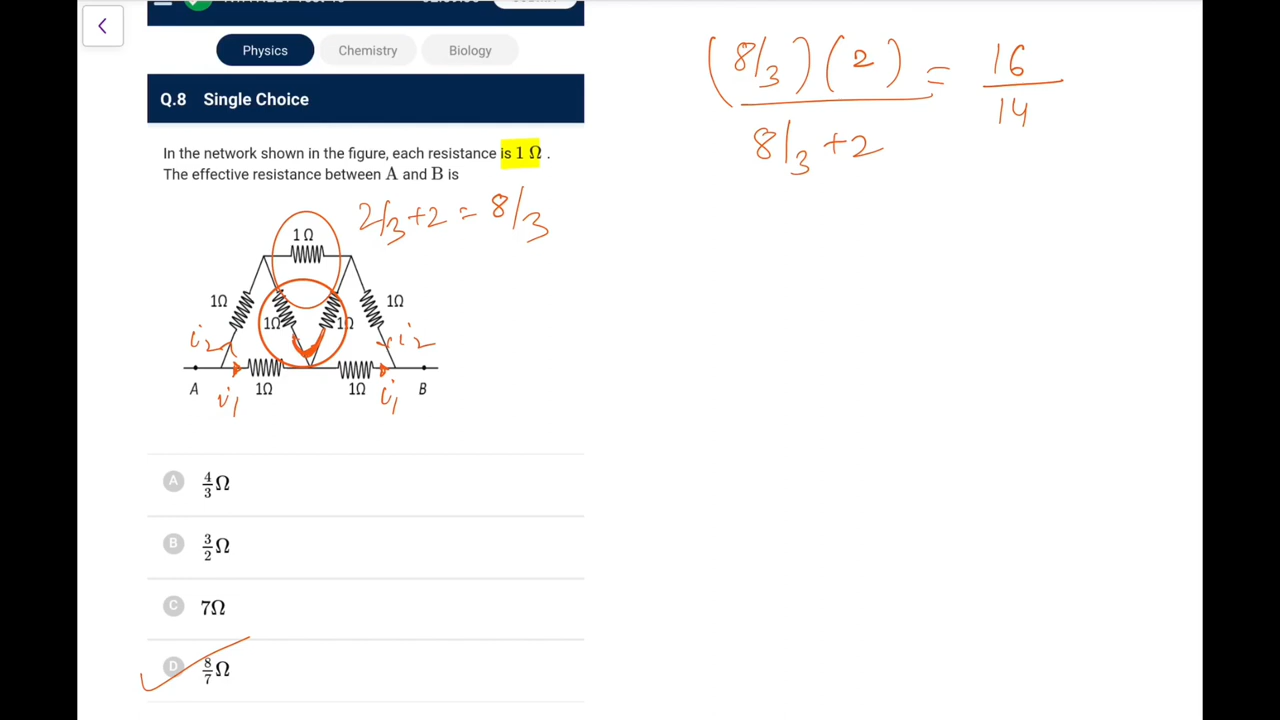 Physics
Chemistry
Biology
Q.8 Single Choice
In the network shown in the figure, each resistance is 1 Ω .
The effective resistance between A and B is
2/3 + 2 = 8/3
1 Ω
1Ω
1Ω
1Ω
1Ω
i2
i2
A
1Ω
1Ω
B
i1
i1
A 4/3 Ω
B 3/2 Ω
C 7Ω
D 8/7 Ω
(8/3)(2) = 16
8/3 + 2 14